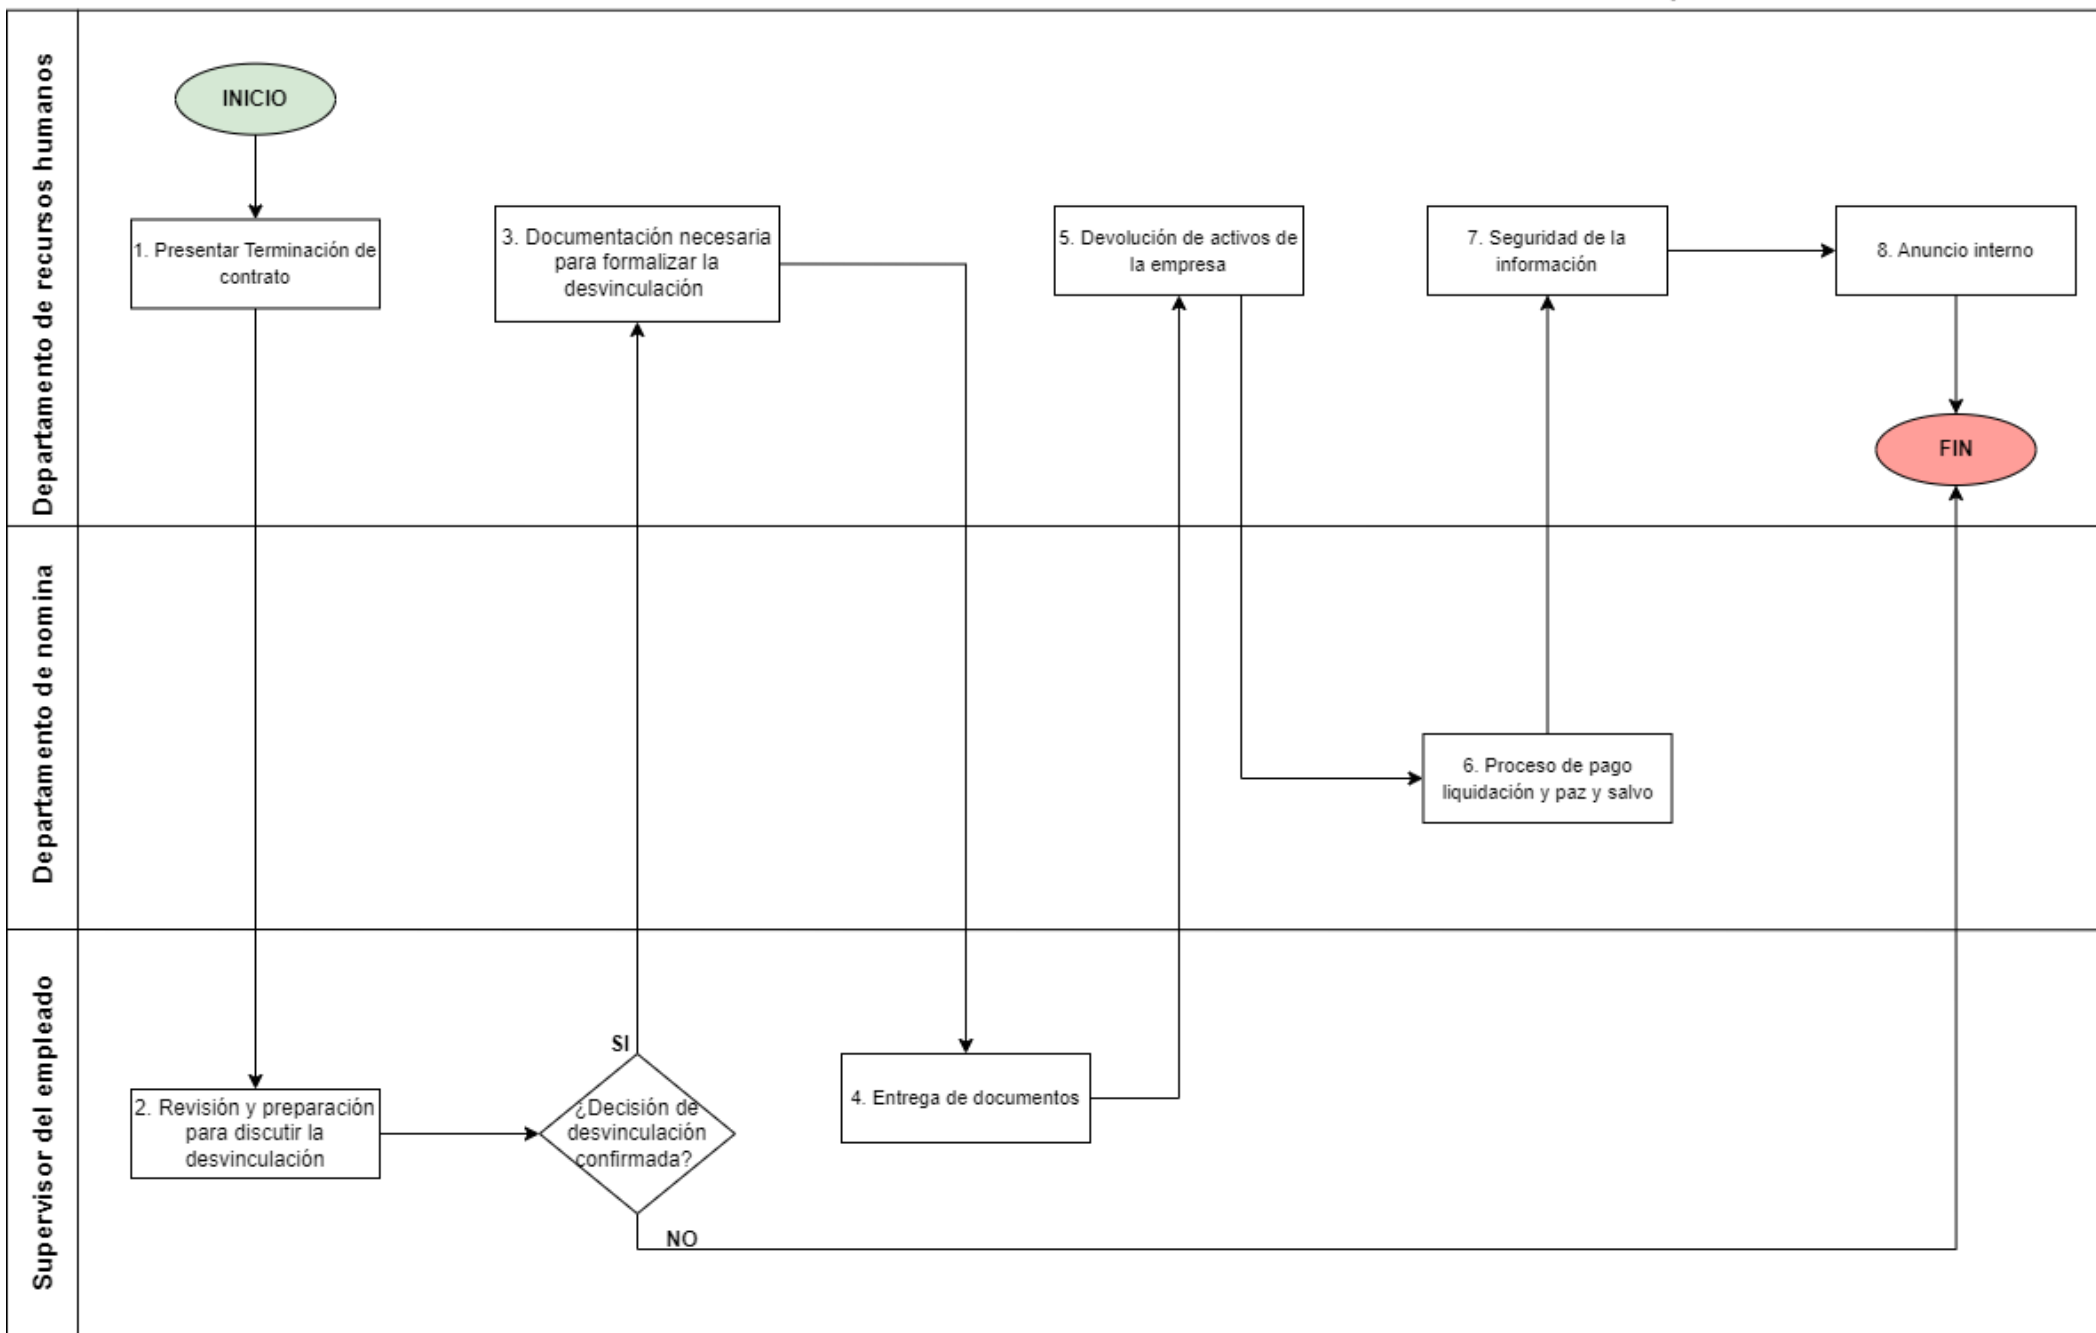 Departamento de recursos humanos
INICIO
1. Presentar Terminación de
contrato
3. Documentación necesaria
para formalizar la
desvinculación
5. Devolución de activos de
la empresa
7. Seguridad de la
información
8. Anuncio interno
FIN
Departamento de nomina
6. Proceso de pago
liquidación y paz y salvo
Supervisor del empleado
2. Revisión y preparación
para discutir la
desvinculación
SI
¿Decisión de
desvinculación
confirmada?
NO
4. Entrega de documentos